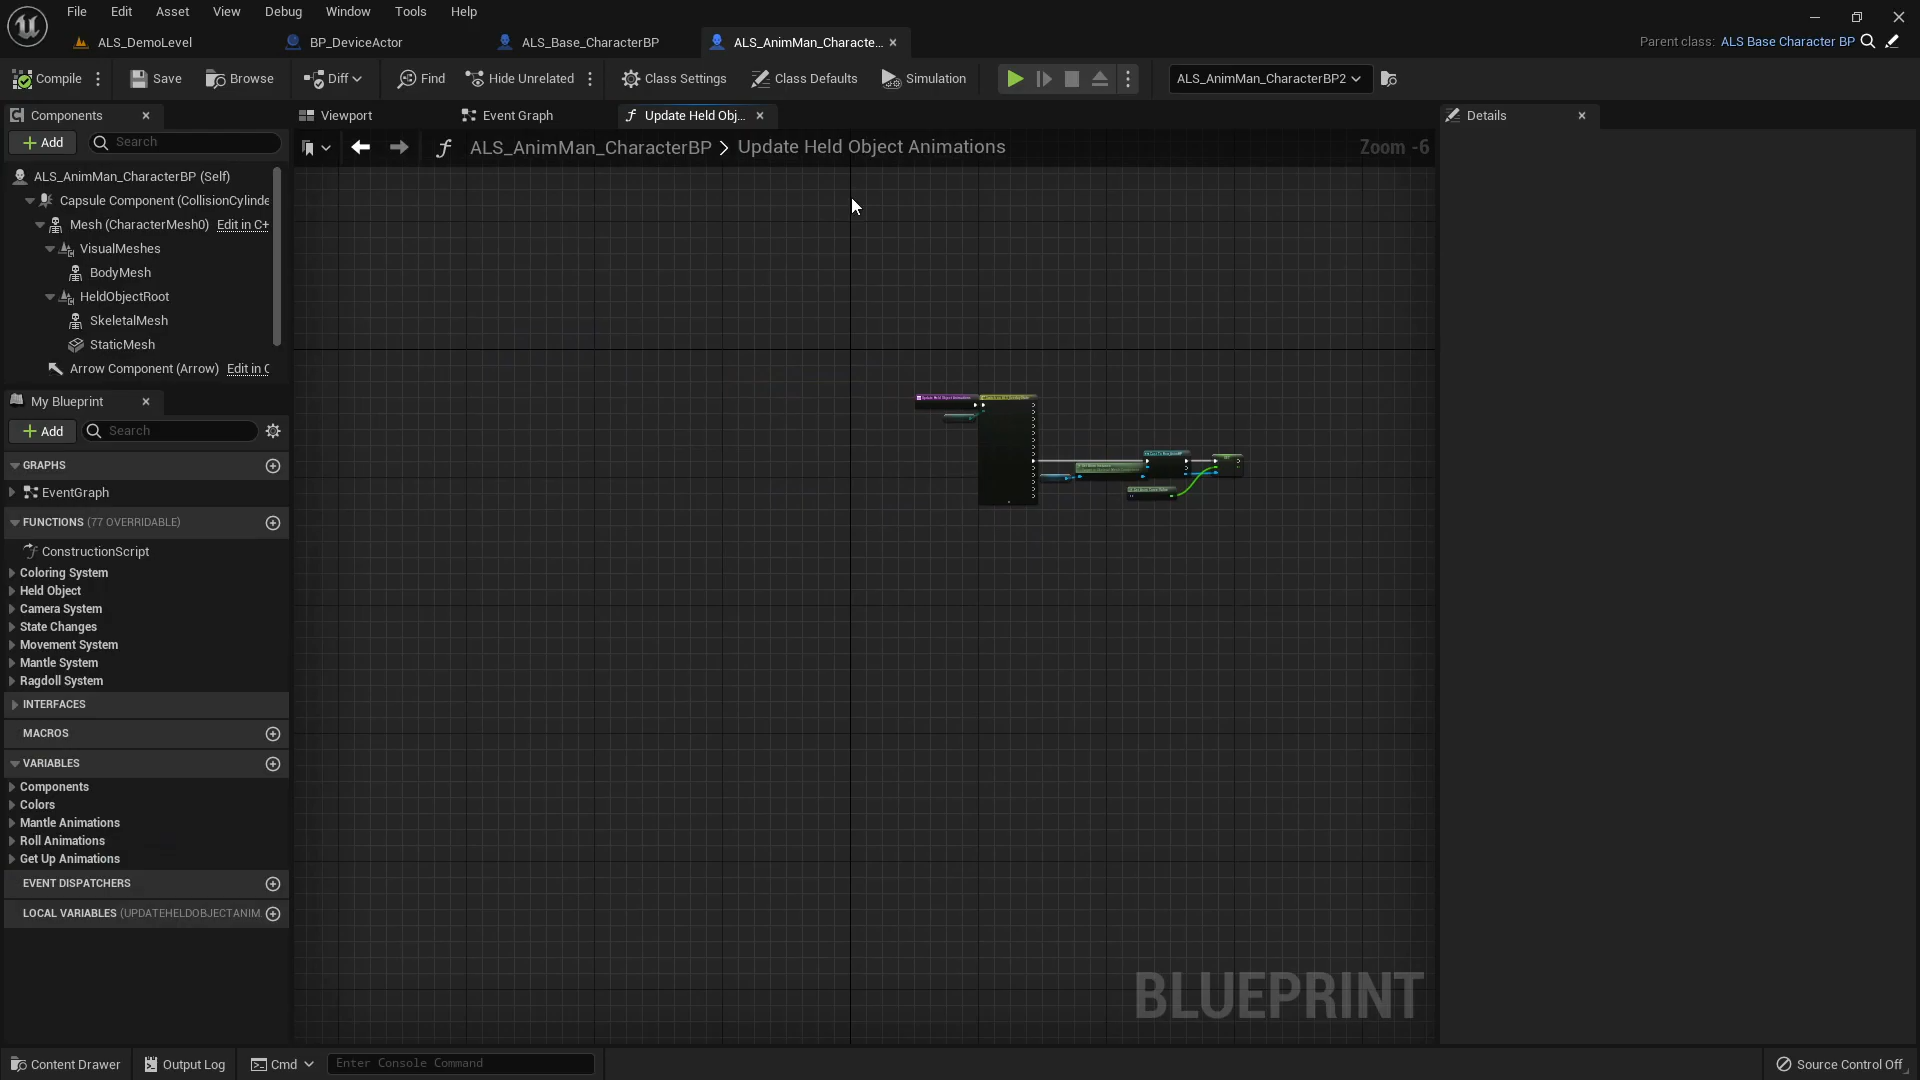 File Edit Asset View Debug Window Tools Help
ALS_DemoLevel BP_DeviceActor ALS_Base_CharacterBP ALS_AnimMan_Characte... Parent class: ALS Base Character BP
Compile Save Browse Diff Find Hide Unrelated Class Settings Class Defaults Simulation ALS_AnimMan_CharacterBP2
Components Viewport Event Graph Update Held Obj... Details
Add Search
ALS_AnimMan_CharacterBP Update Held Object Animations Zoom -6
ALS_AnimMan_CharacterBP (Self)
Capsule Component (CollisionCylinde
Mesh (CharacterMesh0) Edit in C+
VisualMeshes
BodyMesh
HeldObjectRoot
SkeletalMesh
StaticMesh
Arrow Component (Arrow) Edit in C
My Blueprint
Update Held Object Animations
Add Search
GRAPHS
EventGraph
FUNCTIONS (77 OVERRIDABLE)
ConstructionScript
Coloring System
Held Object
Camera System
State Changes
Movement System
Mantle System
Ragdoll System
INTERFACES
MACROS
VARIABLES
Components
Colors
Mantle Animations
Roll Animations
Get Up Animations
EVENT DISPATCHERS
LOCAL VARIABLES (UPDATEHELDOBJECTANIM.
BLUEPRINT
Content Drawer Output Log Cmd Enter Console Command Source Control Off